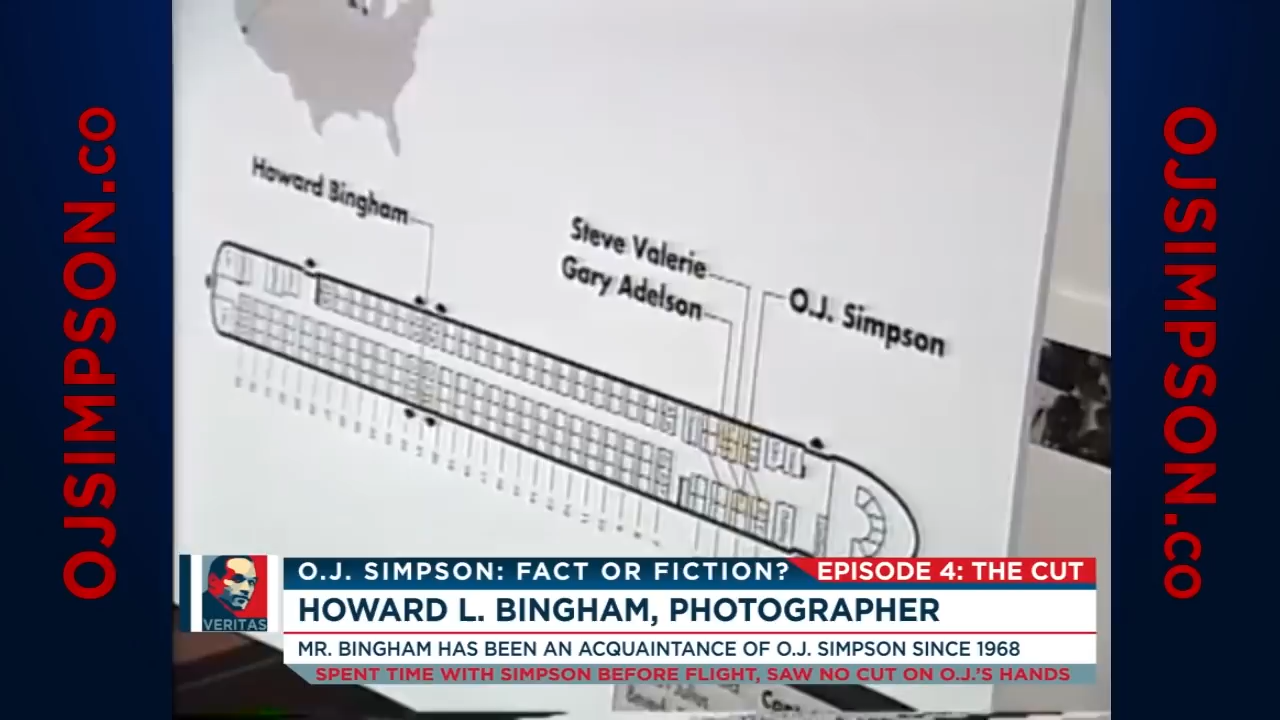 OJSIMPSON.co
Howard Bingham
Steve Valerie
Gary Adelson
O.J. Simpson
OJSIMPSON.co
O.J. SIMPSON: FACT OR FICTION?
EPISODE 4: THE CUT
HOWARD L. BINGHAM, PHOTOGRAPHER
VERITAS
MR. BINGHAM HAS BEEN AN ACQUAINTANCE OF O.J. SIMPSON SINCE 1968
SPENT TIME WITH SIMPSON BEFORE FLIGHT, SAW NO CUT ON O.J.'S HANDS